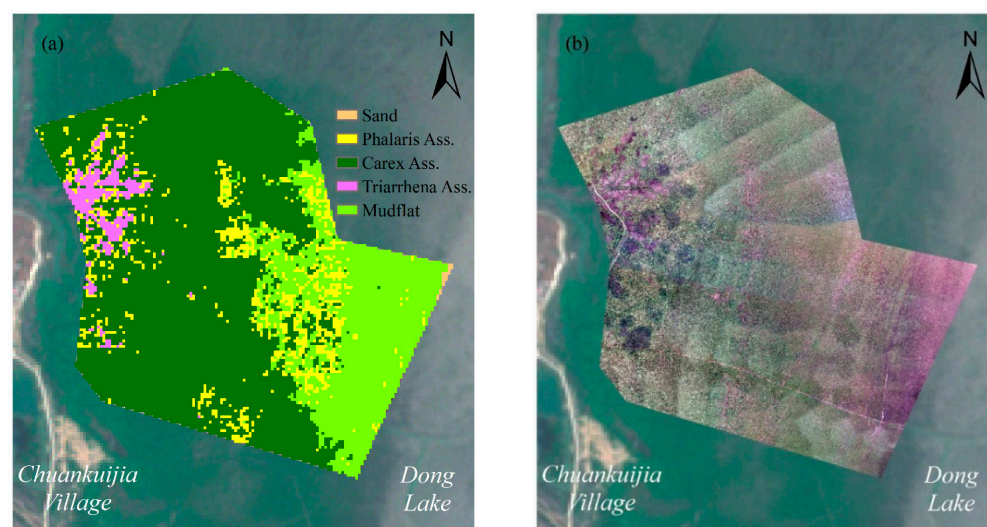 (a)
N
Sand
Phalaris Ass.
Carex Ass.
Triarrhena Ass.
Mudflat
Chuankuijia
Village
Dong
Lake
(b)
N
Chuankuijia
Village
Dong
Lake